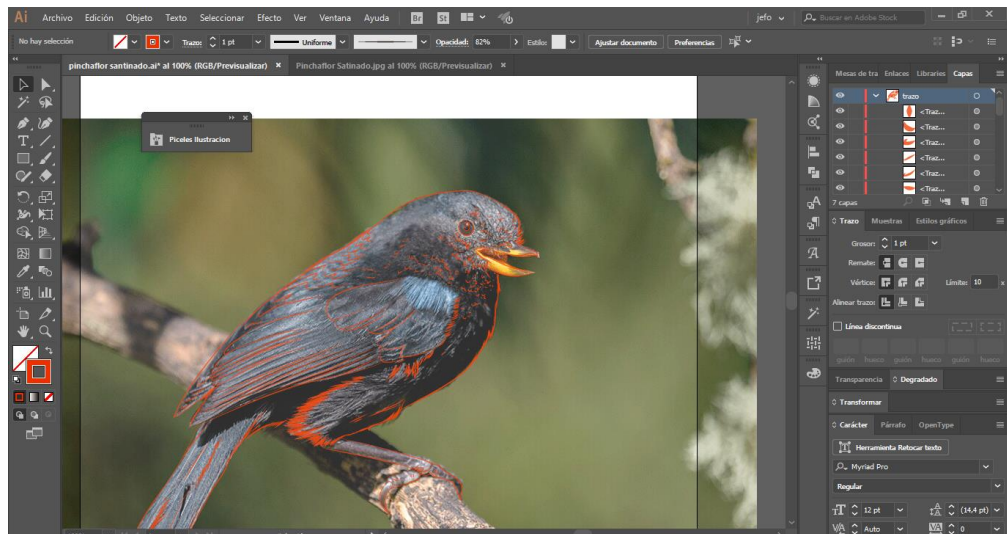 Ai Archivo Edición Objeto Texto Seleccionar Efecto Ver Ventana Ayuda Br St jefo Buscar en Adobe Stock
No hay selección Trazo: 1 pt Uniforme Opacidad: 82% Estilo: Ajustar documento Preferencias
pinchaflor santinado.ai* al 100% (RGB/Previsualizar) × Pinchaflor Satinado.jpg al 100% (RGB/Previsualizar) ×
Piceles Ilustracion
Mesas de tra Enlaces Libraries Capas
trazo
<Traz...
<Traz...
<Traz...
<Traz...
<Traz...
<Traz...
7 capas
Trazo Muestras Estilos gráficos
Grosor: 1 pt
Remate:
Vértice: Límite: 10 x
Alinear trazo:
Línea discontinua
guión hueco guión hueco guión hueco
Transparencia Degradado
Transformar
Carácter Párrafo OpenType
Herramienta Retocar texto
Myriad Pro
Regular
12 pt (14,4 pt)
Auto 0